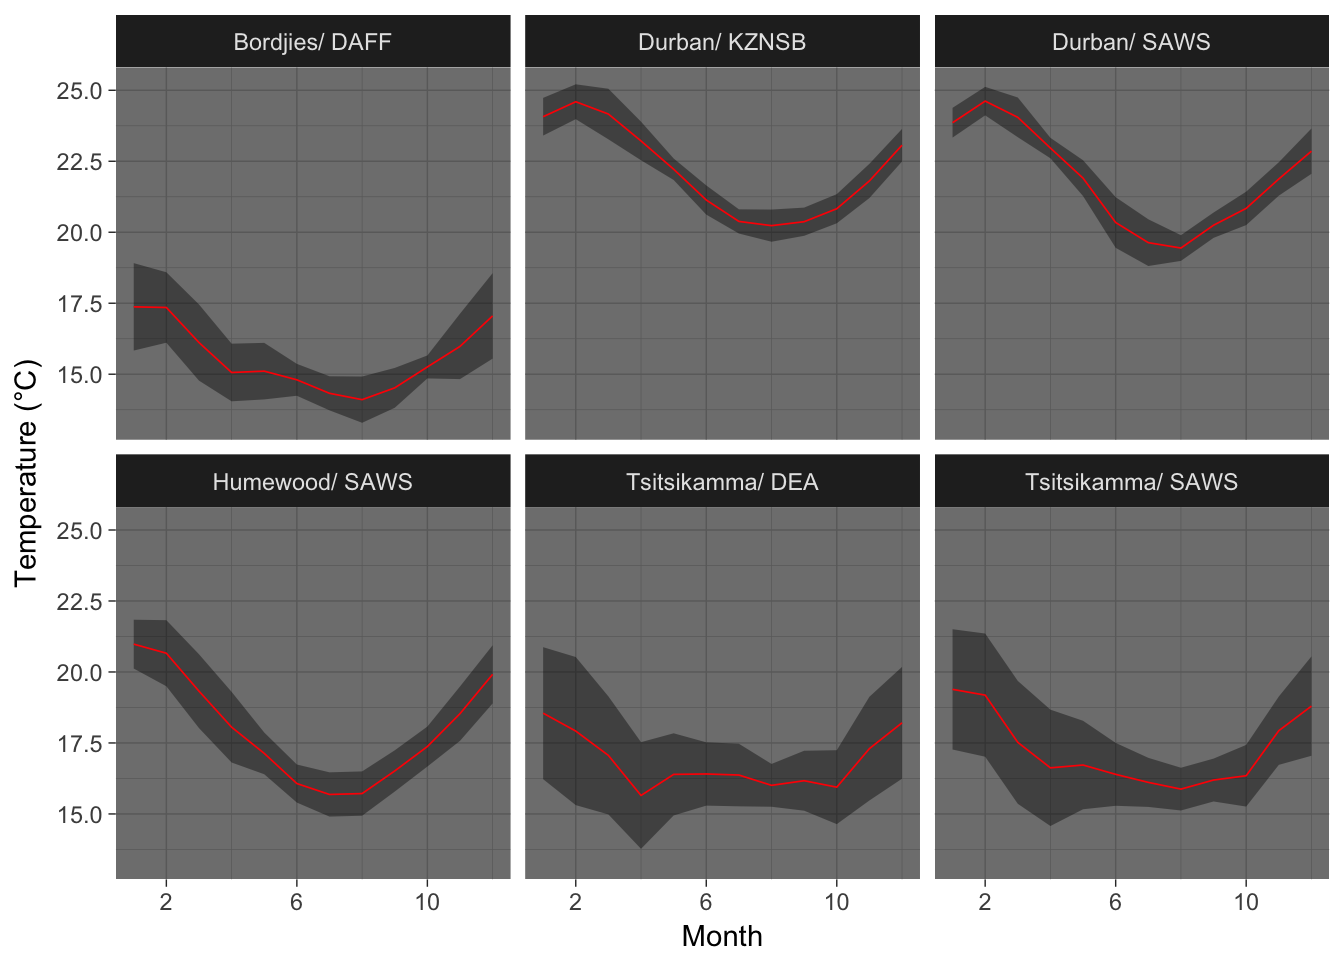 Bordjies/ DAFF
Durban/ KZNSB
Durban/ SAWS
25.0
22.5
20.0
17.5
15.0
Humewood/ SAWS
Tsitsikamma/ DEA
Tsitsikamma/ SAWS
25.0
22.5
20.0
17.5
15.0
Temperature (°C)
2 6 10
2 6 10
2 6 10
Month